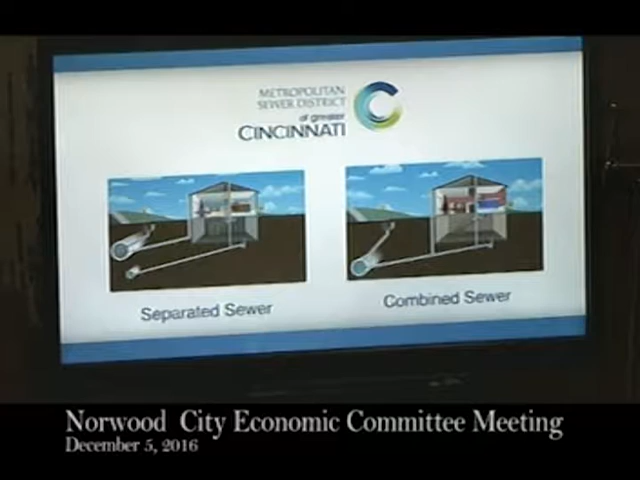 METROPOLITAN
SEWER DISTRICT
of greater
CINCINNATI
Separated Sewer
Combined Sewer
Norwood City Economic Committee Meeting
December 5, 2016